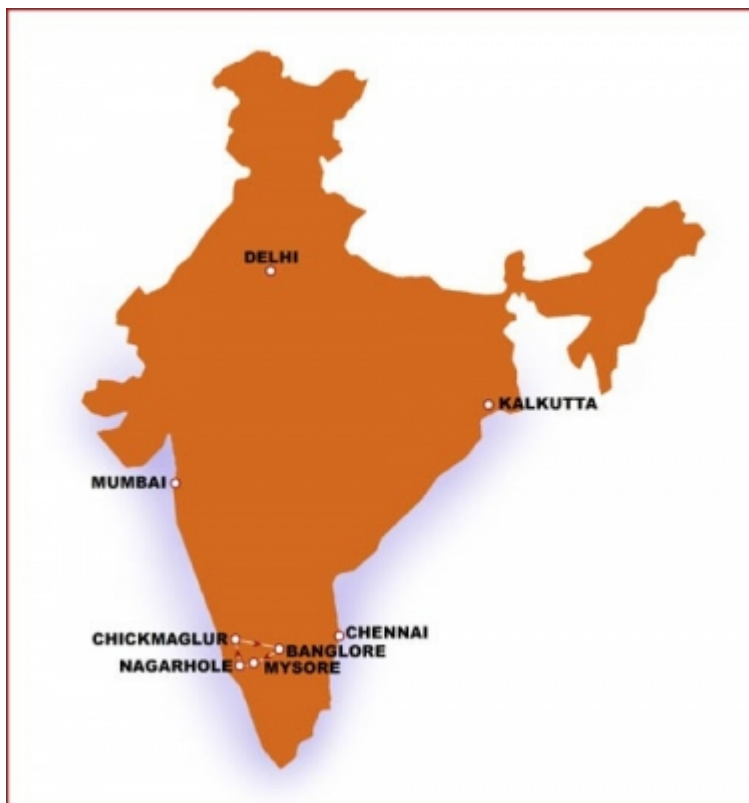 DELHI
KALKUTTA
MUMBAI
CHENNAI
CHICKMAGLUR
BANGLORE
NAGARHOLE
MYSORE